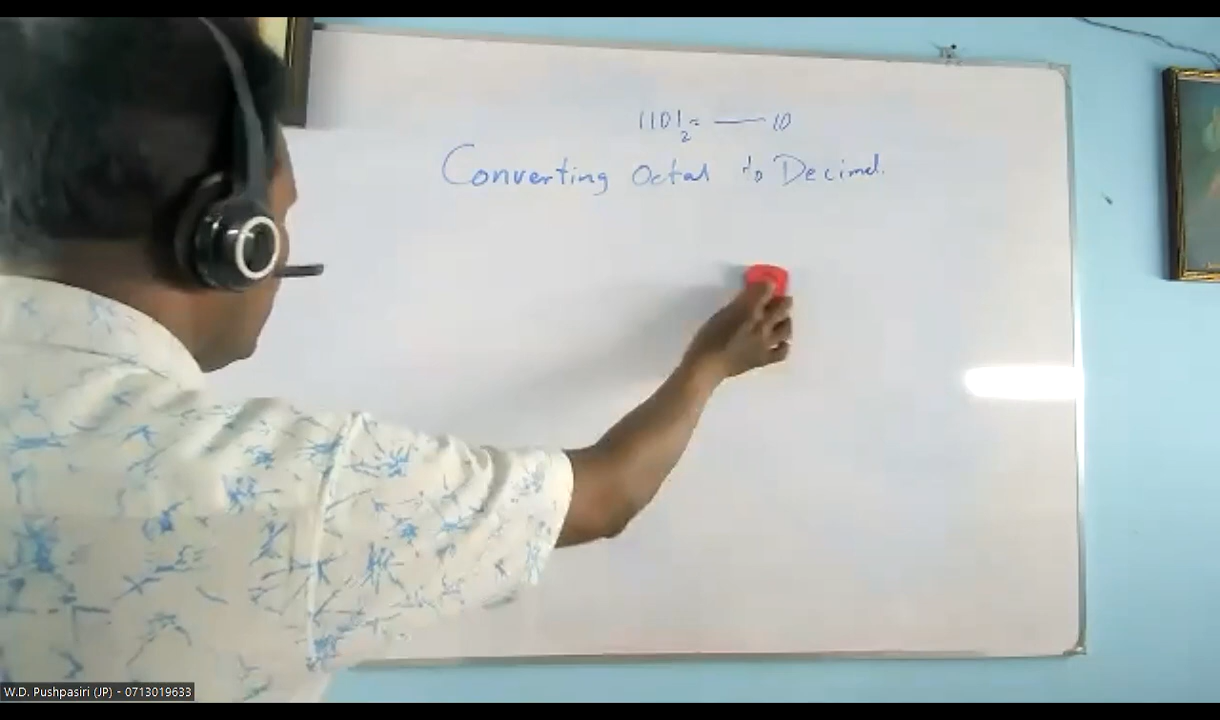 1101₂ = —— 10
Converting Octal to Decimal.
W.D. Pushpasiri (JP) - 0713019633